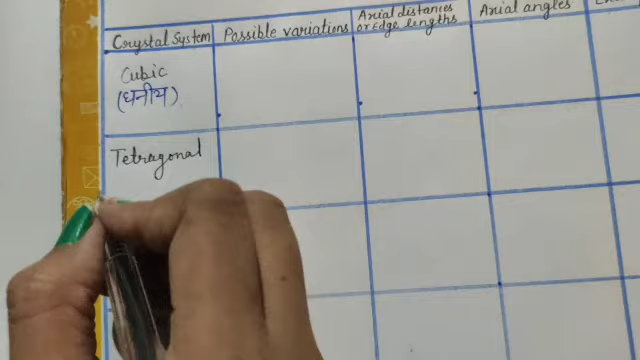 Crystal System
Possible variations
Axial distances
or Edge lengths
Axial angles
Cubic
(घनीय)
Tetragonal